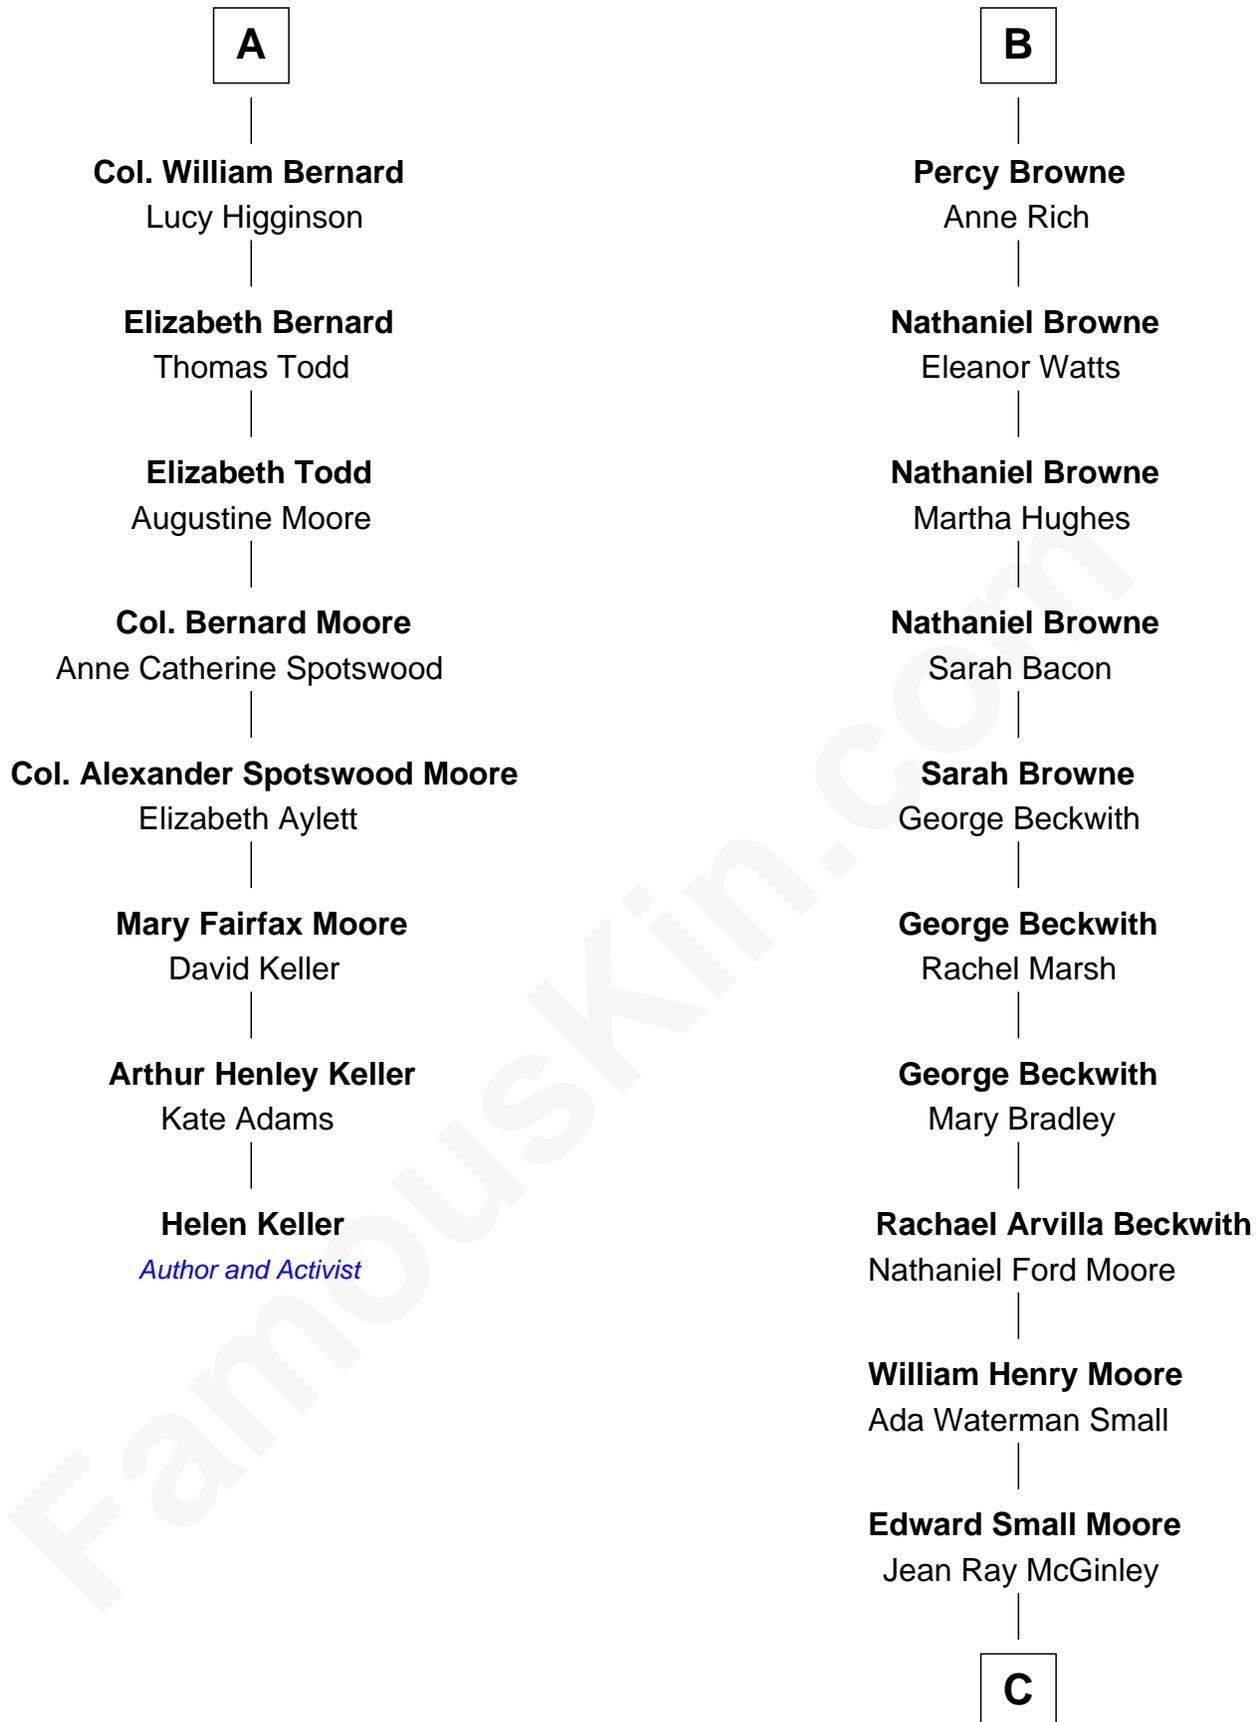 A
Col. William Bernard
Lucy Higginson
Elizabeth Bernard
Thomas Todd
Elizabeth Todd
Augustine Moore
Col. Bernard Moore
Anne Catherine Spotswood
Col. Alexander Spotswood Moore
Elizabeth Aylett
Mary Fairfax Moore
David Keller
Arthur Henley Keller
Kate Adams
Helen Keller
Author and Activist
B
Percy Browne
Anne Rich
Nathaniel Browne
Eleanor Watts
Nathaniel Browne
Martha Hughes
Nathaniel Browne
Sarah Bacon
Sarah Browne
George Beckwith
George Beckwith
Rachel Marsh
George Beckwith
Mary Bradley
Rachael Arvilla Beckwith
Nathaniel Ford Moore
William Henry Moore
Ada Waterman Small
Edward Small Moore
Jean Ray McGinley
C
FamousKin.com